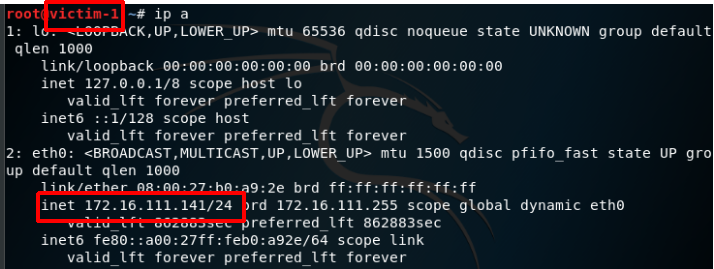 root@victim-1 ~# ip a
1: lo: <LOOPBACK,UP,LOWER_UP> mtu 65536 qdisc noqueue state UNKNOWN group default
qlen 1000
link/loopback 00:00:00:00:00:00 brd 00:00:00:00:00:00
inet 127.0.0.1/8 scope host lo
valid_lft forever preferred_lft forever
inet6 ::1/128 scope host
valid_lft forever preferred_lft forever
2: eth0: <BROADCAST,MULTICAST,UP,LOWER_UP> mtu 1500 qdisc pfifo_fast state UP gro
up default qlen 1000
link/ether 08:00:27:b0:a9:2e brd ff:ff:ff:ff:ff:ff
inet 172.16.111.141/24 brd 172.16.111.255 scope global dynamic eth0
valid_lft 862883sec preferred_lft 862883sec
inet6 fe80::a00:27ff:feb0:a92e/64 scope link
valid_lft forever preferred_lft forever